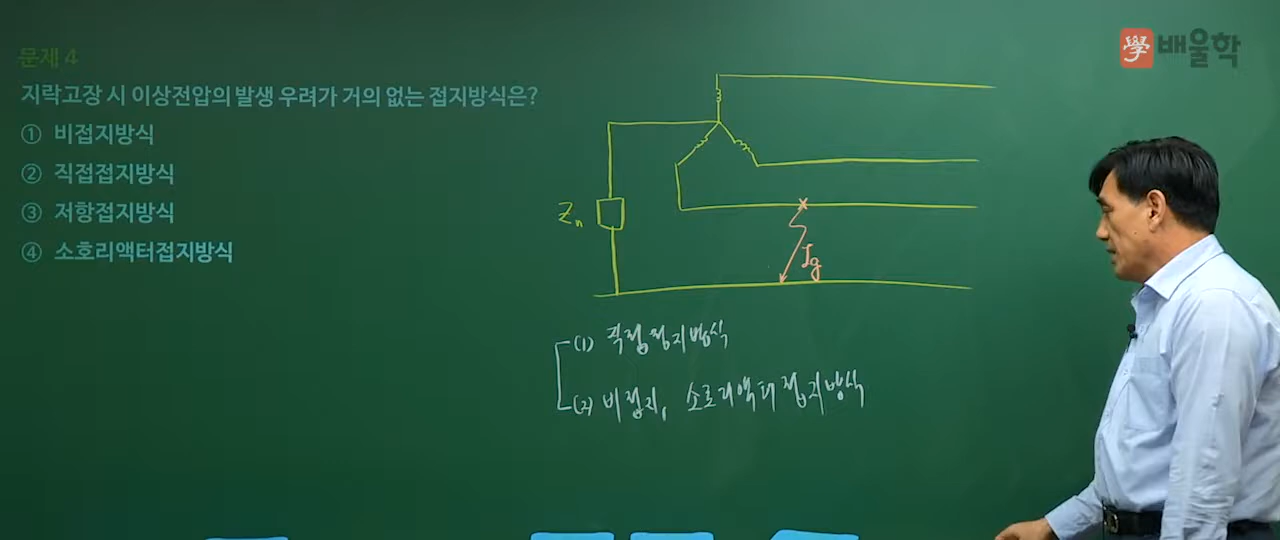 문제 4
學 배울학
지락고장 시 이상전압의 발생 우려가 거의 없는 접지방식은?
① 비접지방식
② 직접접지방식
③ 저항접지방식
④ 소호리액터접지방식
Zn
Ig
(1) 직접접지방식
(2) 비접지, 소호리액터접지방식